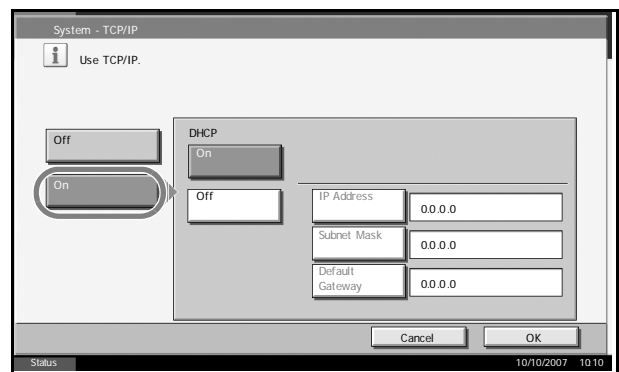 System - TCP/IP
i Use TCP/IP.
Off
On
DHCP
On
Off
IP Address 0.0.0.0
Subnet Mask 0.0.0.0
Default
Gateway 0.0.0.0
Cancel OK
Status 10/10/2007 10:10